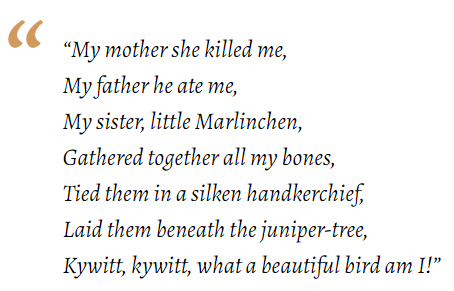 “My mother she killed me,
My father he ate me,
My sister, little Marlinchen,
Gathered together all my bones,
Tied them in a silken handkerchief,
Laid them beneath the juniper-tree,
Kywitt, kywitt, what a beautiful bird am I!”